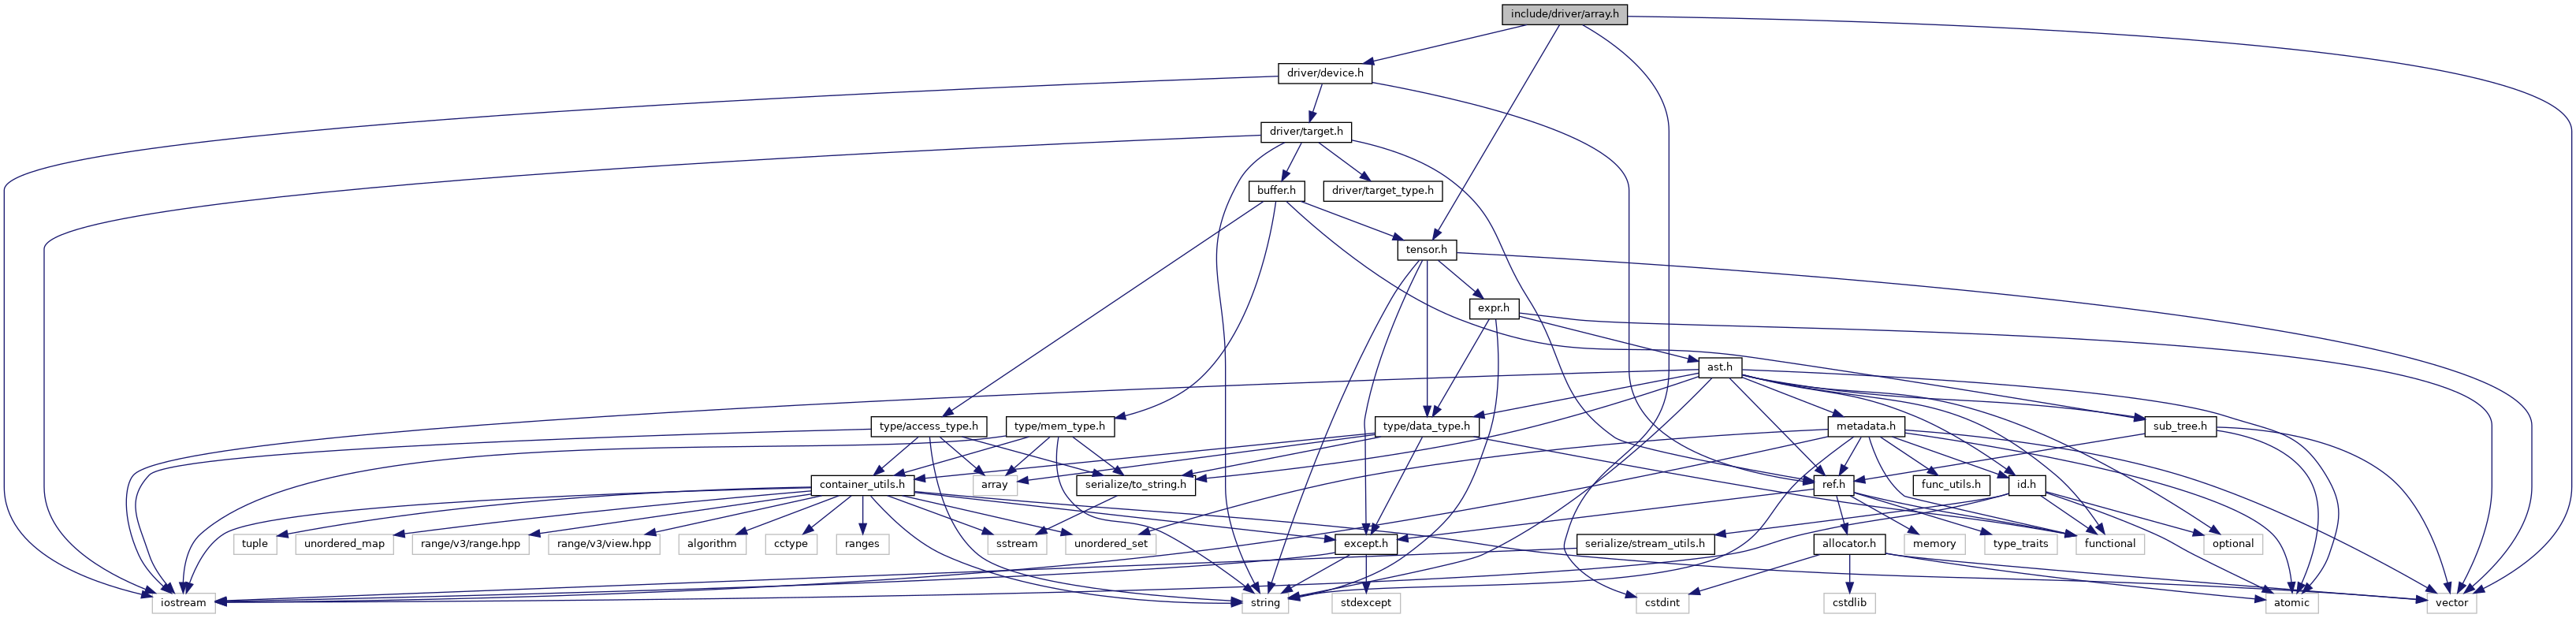 include/driver/array.h
driver/device.h
driver/target.h
buffer.h
driver/target_type.h
tensor.h
expr.h
ast.h
type/access_type.h
type/mem_type.h
type/data_type.h
metadata.h
sub_tree.h
container_utils.h
array
serialize/to_string.h
ref.h
func_utils.h
id.h
tuple
unordered_map
range/v3/range.hpp
range/v3/view.hpp
algorithm
cctype
ranges
sstream
unordered_set
except.h
serialize/stream_utils.h
allocator.h
memory
type_traits
functional
optional
iostream
string
stdexcept
cstdint
cstdlib
atomic
vector